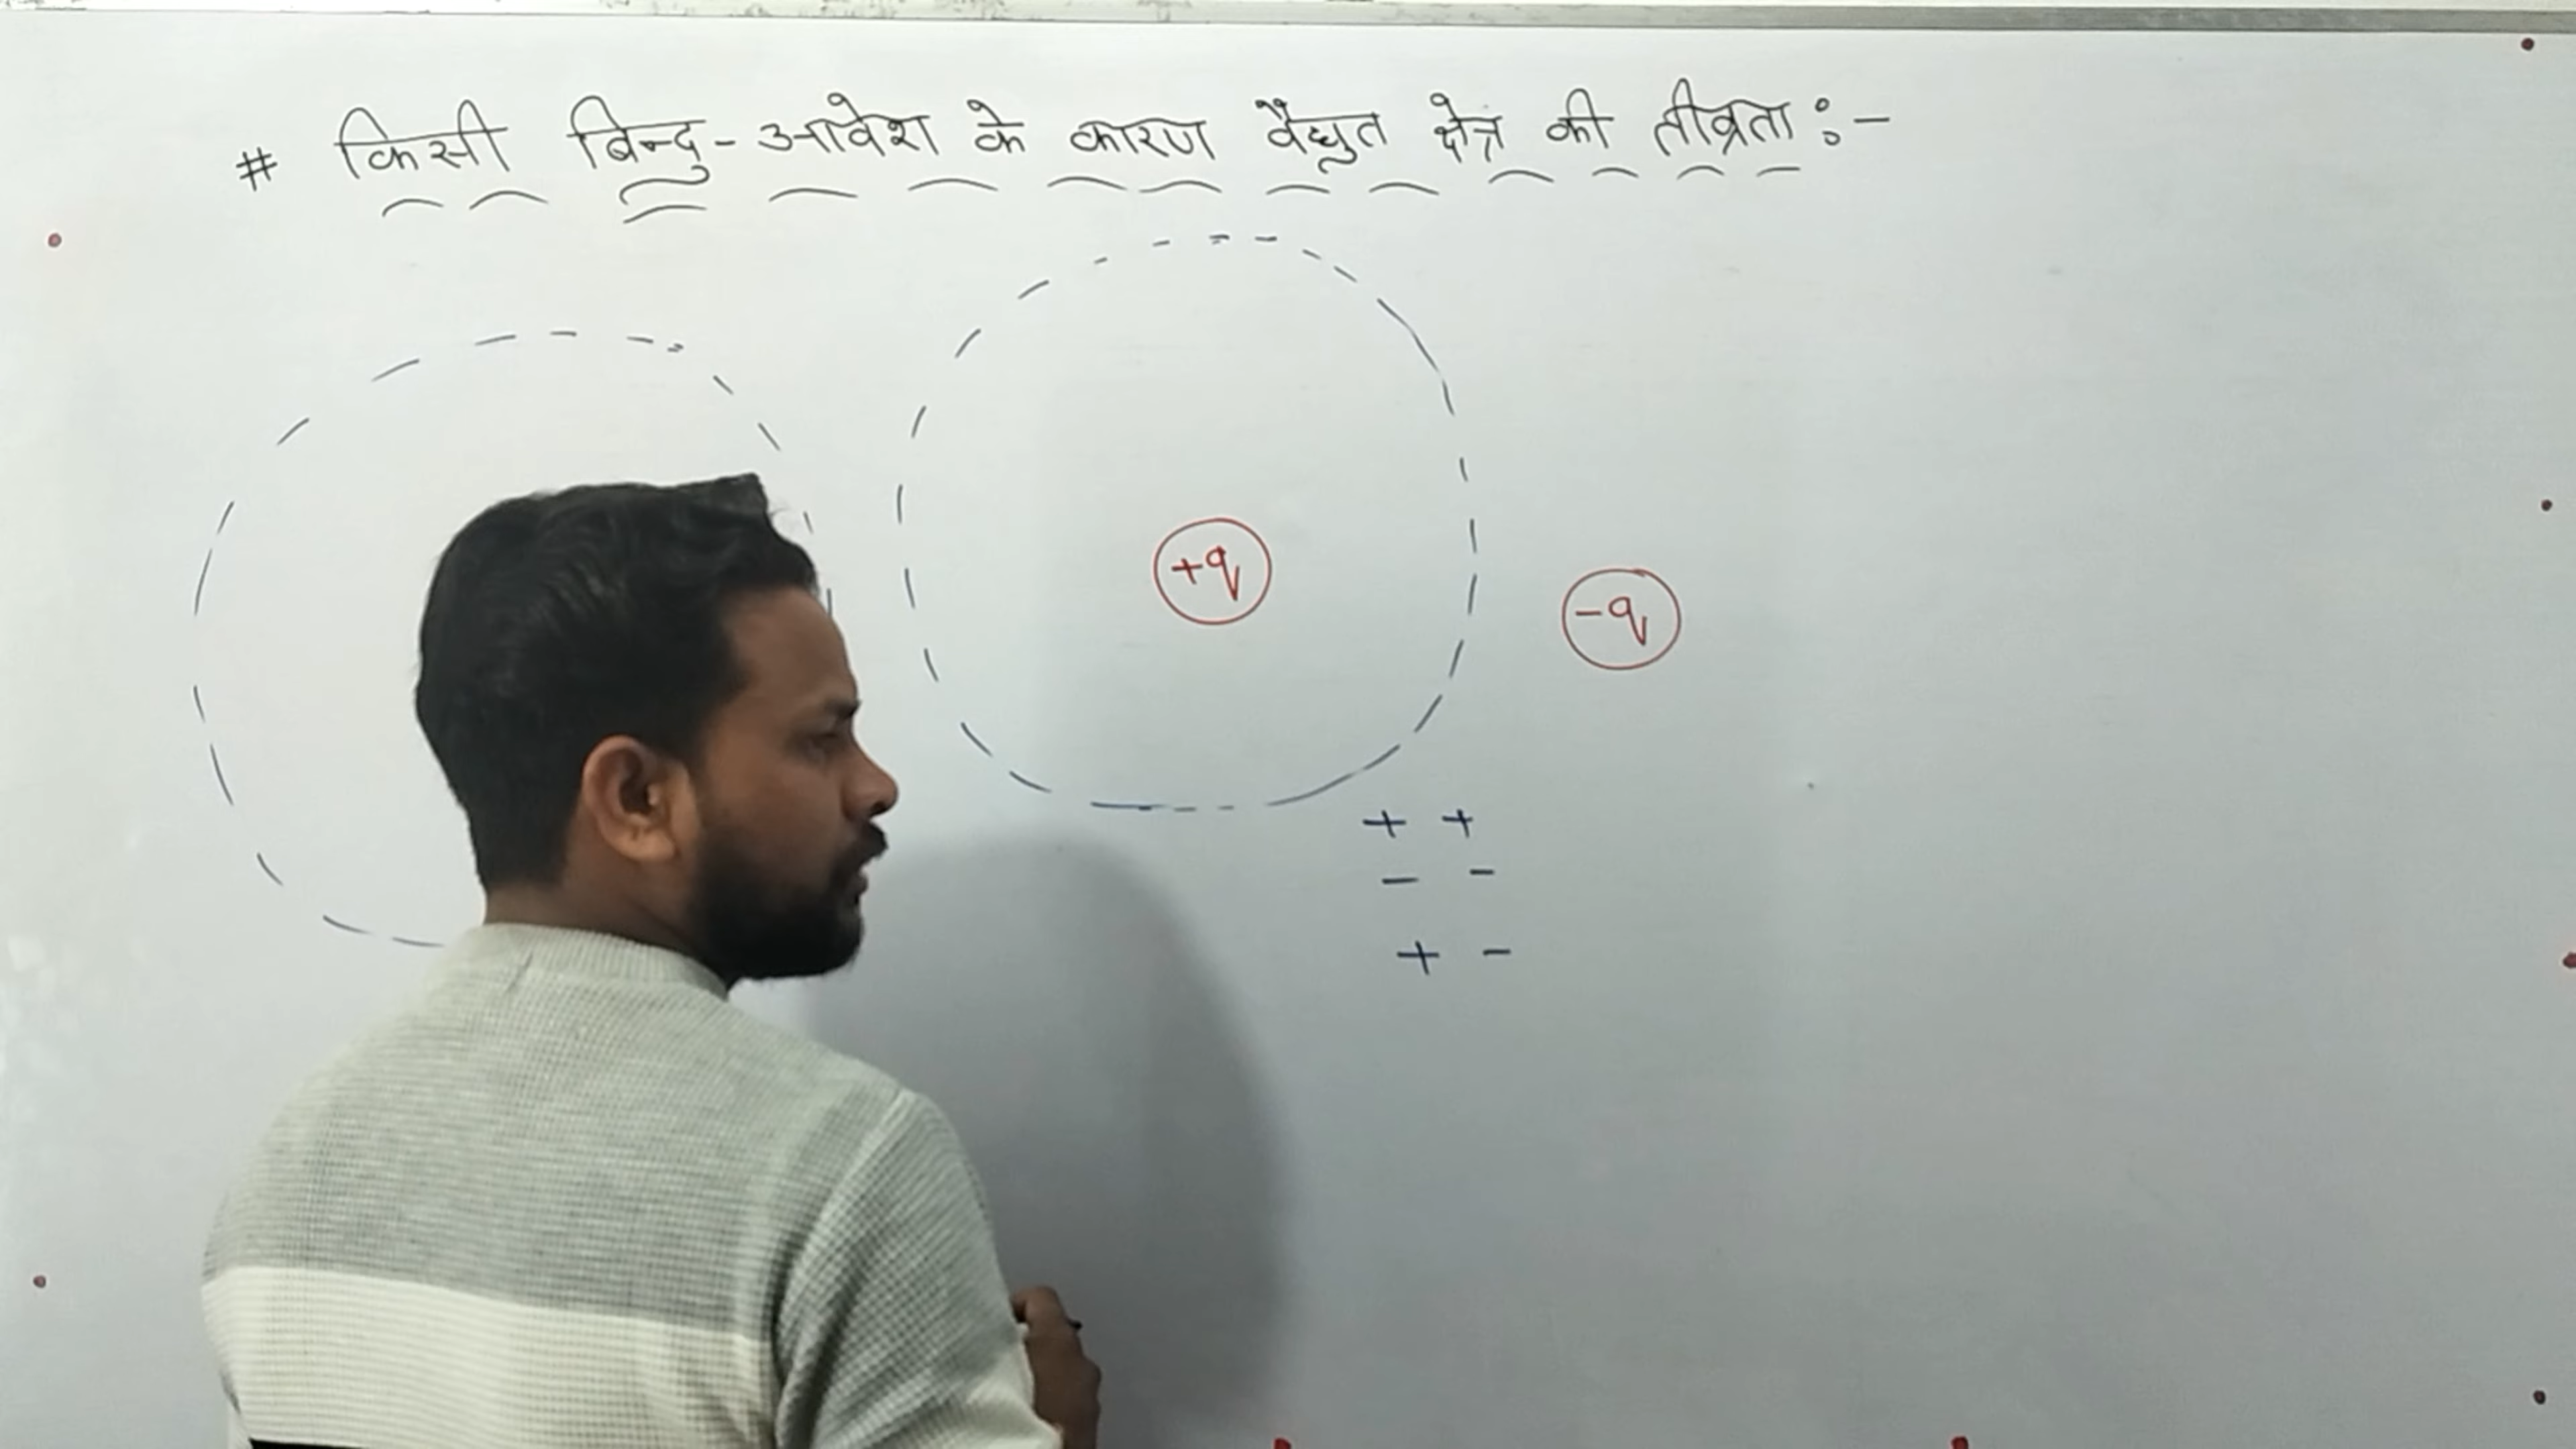 # किसी बिन्दु-आवेश के कारण वैद्युत क्षेत्र की तीव्रता:-
+q
-q
+ +
- -
+ -